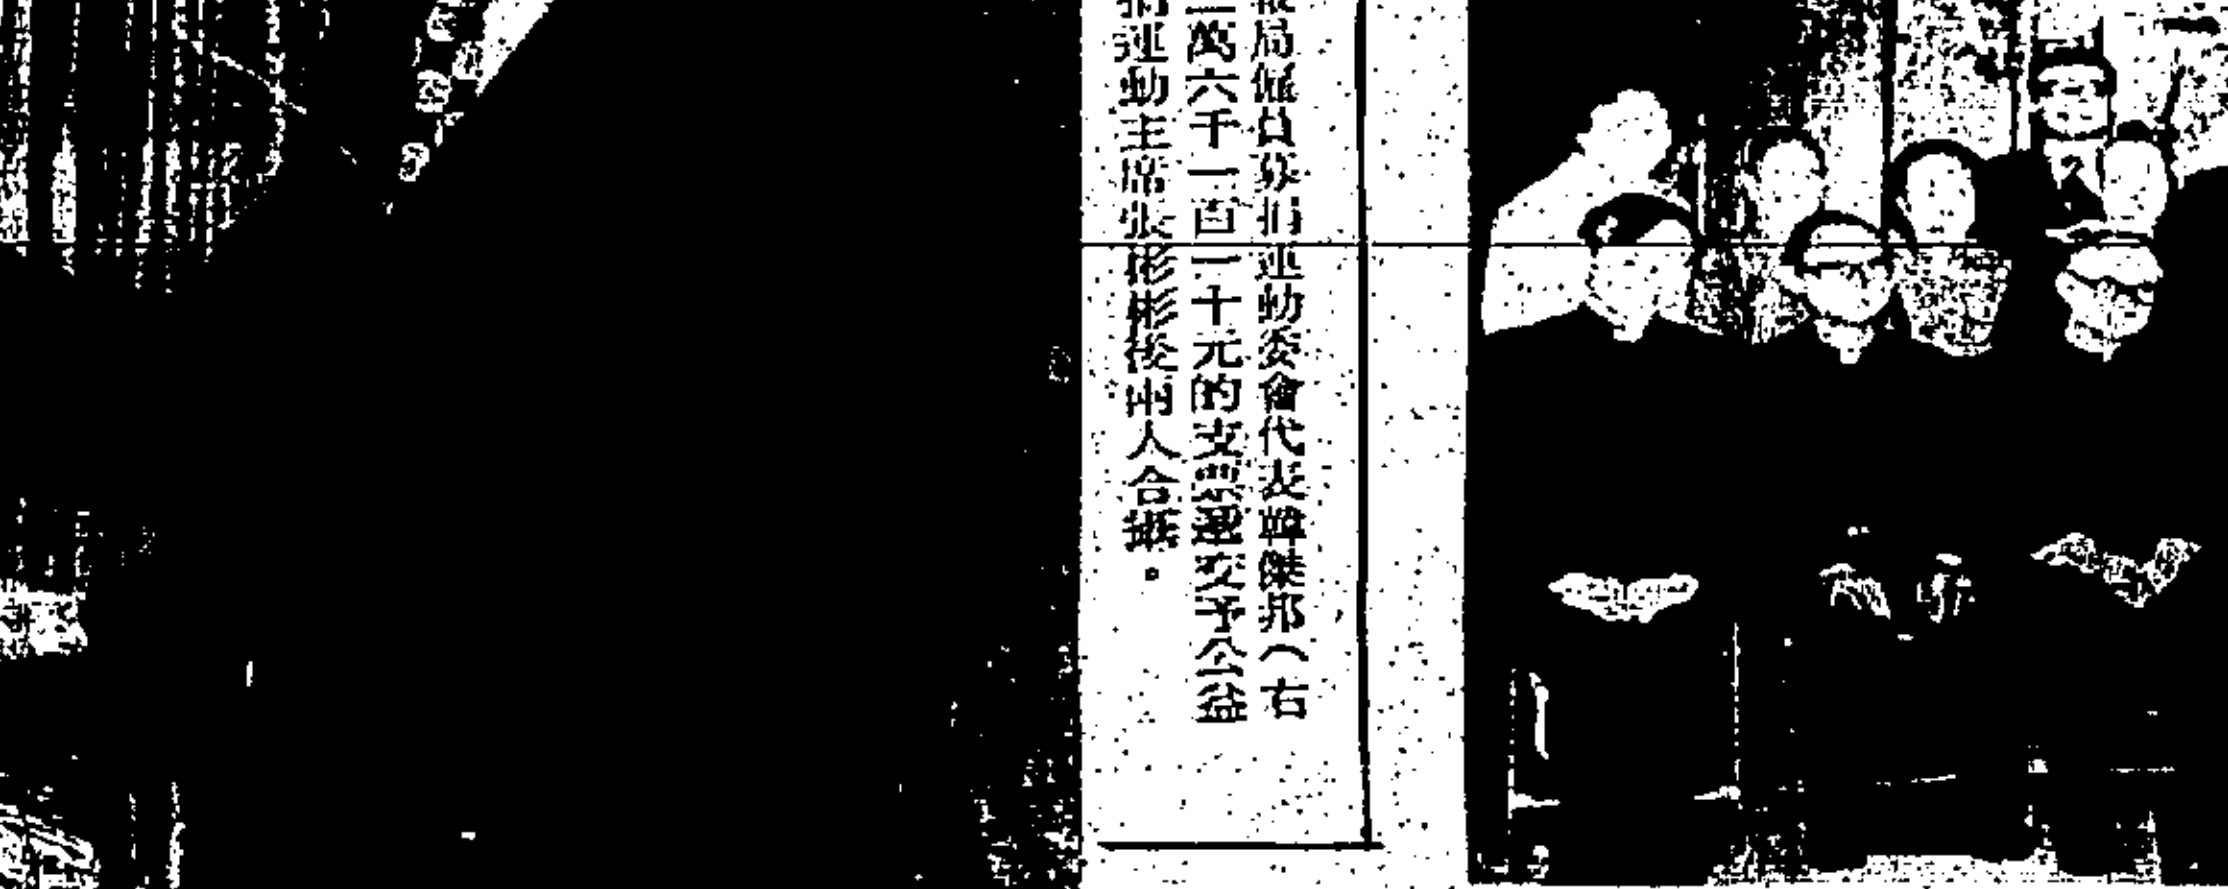 局僱員募捐運動委會代表韓傑邦（右
萬六千一百一十元的支票遞交予公益
運動主席張彬彬後兩人合攝。